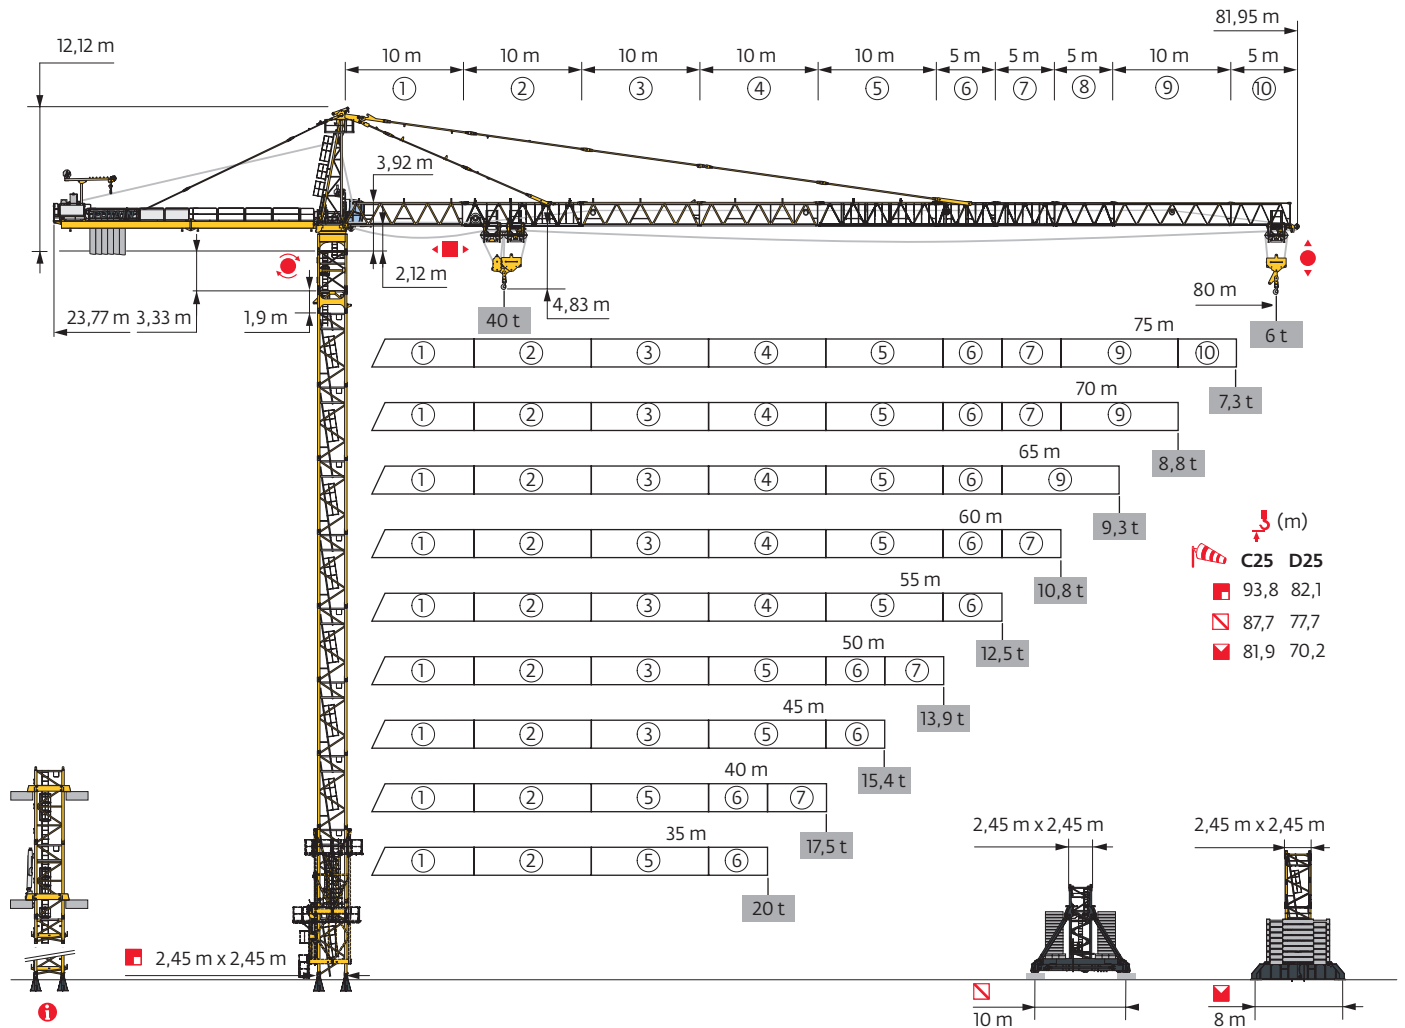 81,95 m
12,12 m
10 m 10 m 10 m 10 m 10 m 5 m 5 m 5 m 10 m 5 m
1 2 3 4 5 6 7 8 9 10
3,92 m
2,12 m
4,83 m
23,77 m 3,33 m 1,9 m
40 t
80 m
6 t
75 m
1 2 3 4 5 6 7 9 10
7,3 t
70 m
1 2 3 4 5 6 7 9
8,8 t
65 m
1 2 3 4 5 6 9
9,3 t
60 m
1 2 3 4 5 6 7
10,8 t
55 m
1 2 3 4 5 6
12,5 t
50 m
1 2 3 5 6 7
13,9 t
45 m
1 2 3 5 6
15,4 t
40 m
1 2 5 6 7
17,5 t
35 m
1 2 5 6
20 t
(m)
C25 D25
93,8 82,1
87,7 77,7
81,9 70,2
2,45 m x 2,45 m
i
2,45 m x 2,45 m
10 m
2,45 m x 2,45 m
8 m